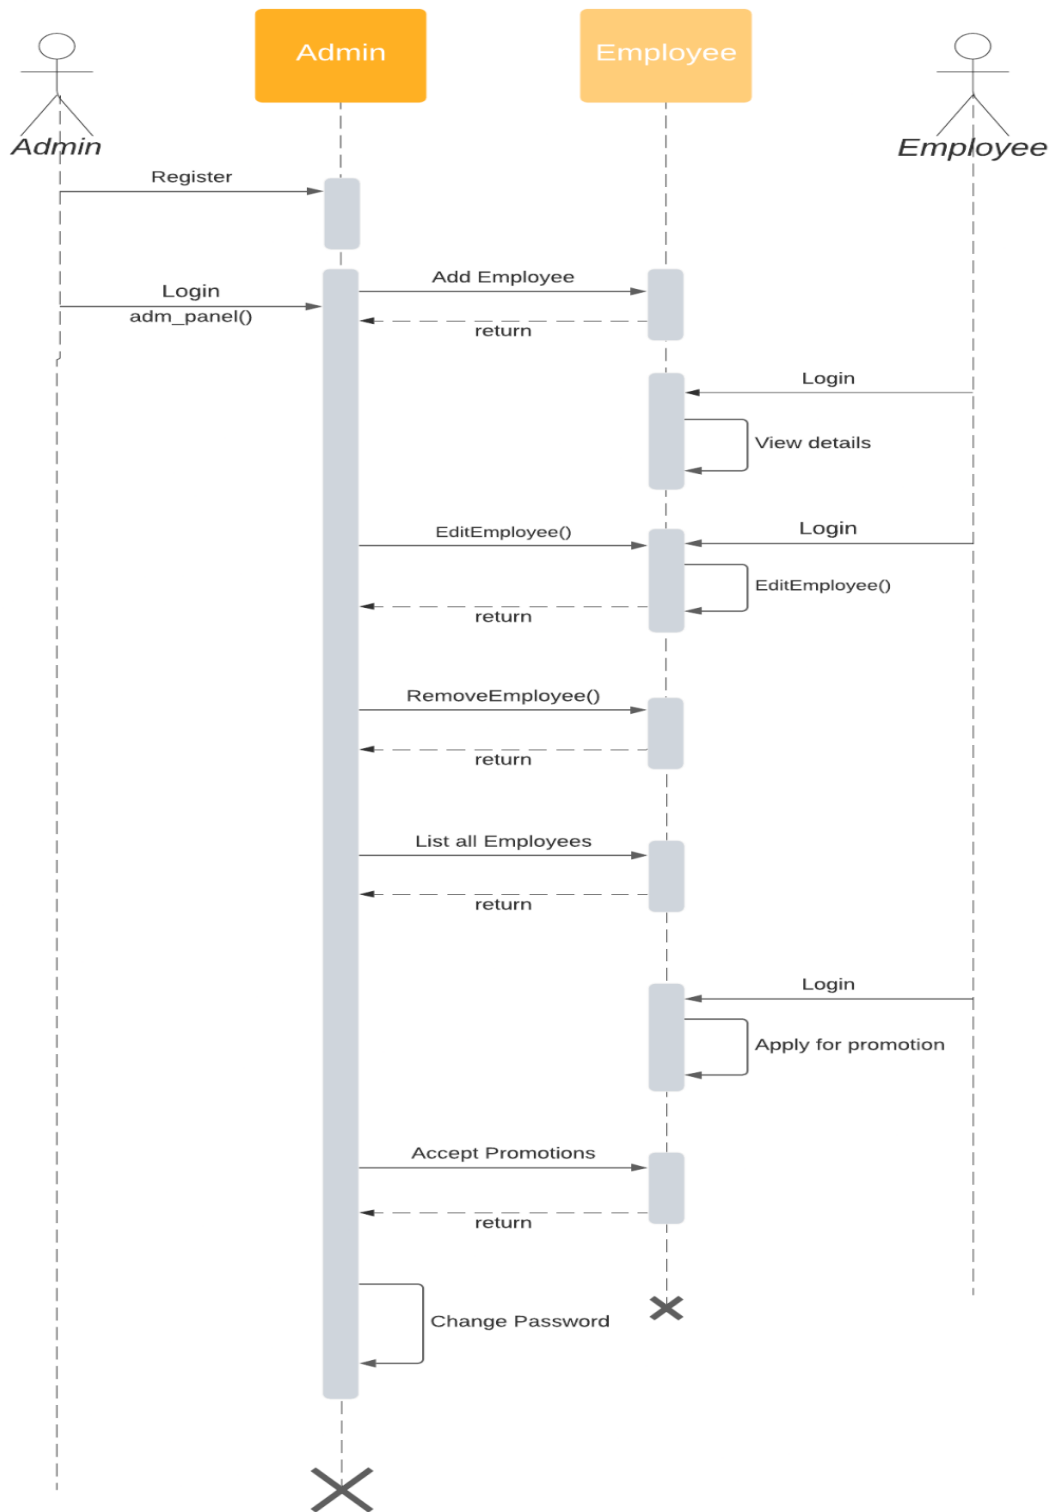 Admin
Employee
Admin
Employee
Register
Add Employee
Login
adm_panel()
return
Login
View details
EditEmployee()
Login
EditEmployee()
return
RemoveEmployee()
return
List all Employees
return
Login
Apply for promotion
Accept Promotions
return
Change Password